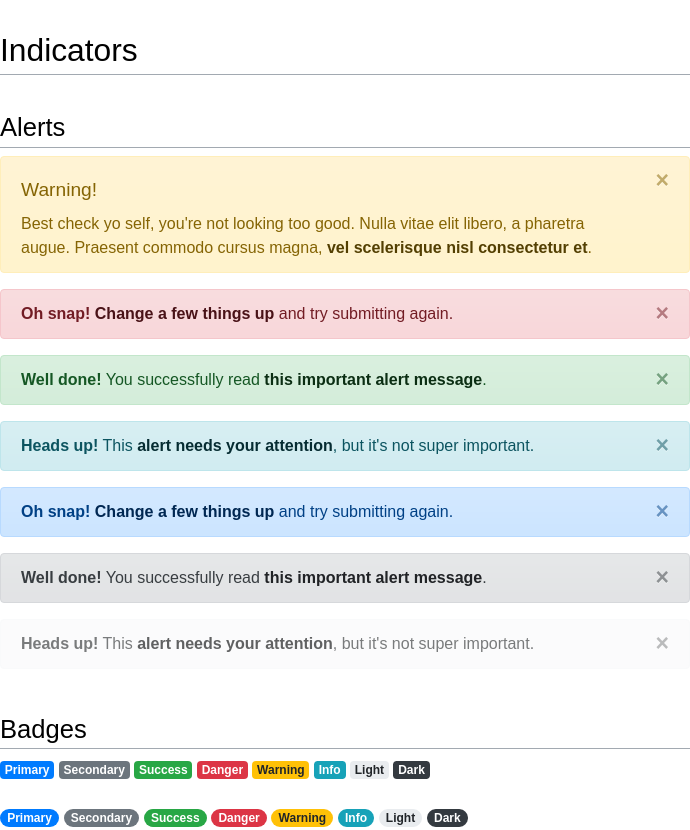 Indicators
Alerts
Warning!
×
Best check yo self, you're not looking too good. Nulla vitae elit libero, a pharetra
augue. Praesent commodo cursus magna, vel scelerisque nisl consectetur et.
Oh snap! Change a few things up and try submitting again. ×
Well done! You successfully read this important alert message. ×
Heads up! This alert needs your attention, but it's not super important. ×
Oh snap! Change a few things up and try submitting again. ×
Well done! You successfully read this important alert message. ×
Heads up! This alert needs your attention, but it's not super important. ×
Badges
Primary Secondary Success Danger Warning Info Light Dark
Primary Secondary Success Danger Warning Info Light Dark